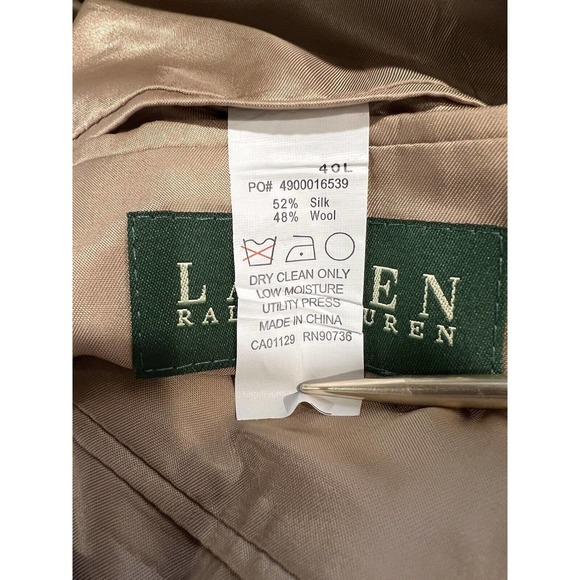 40L
PO# 4900016539
52% Silk
48% Wool
DRY CLEAN ONLY
LOW MOISTURE
UTILITY PRESS
MADE IN CHINA
CA01129 RN90736
LA EN
RAL UREN